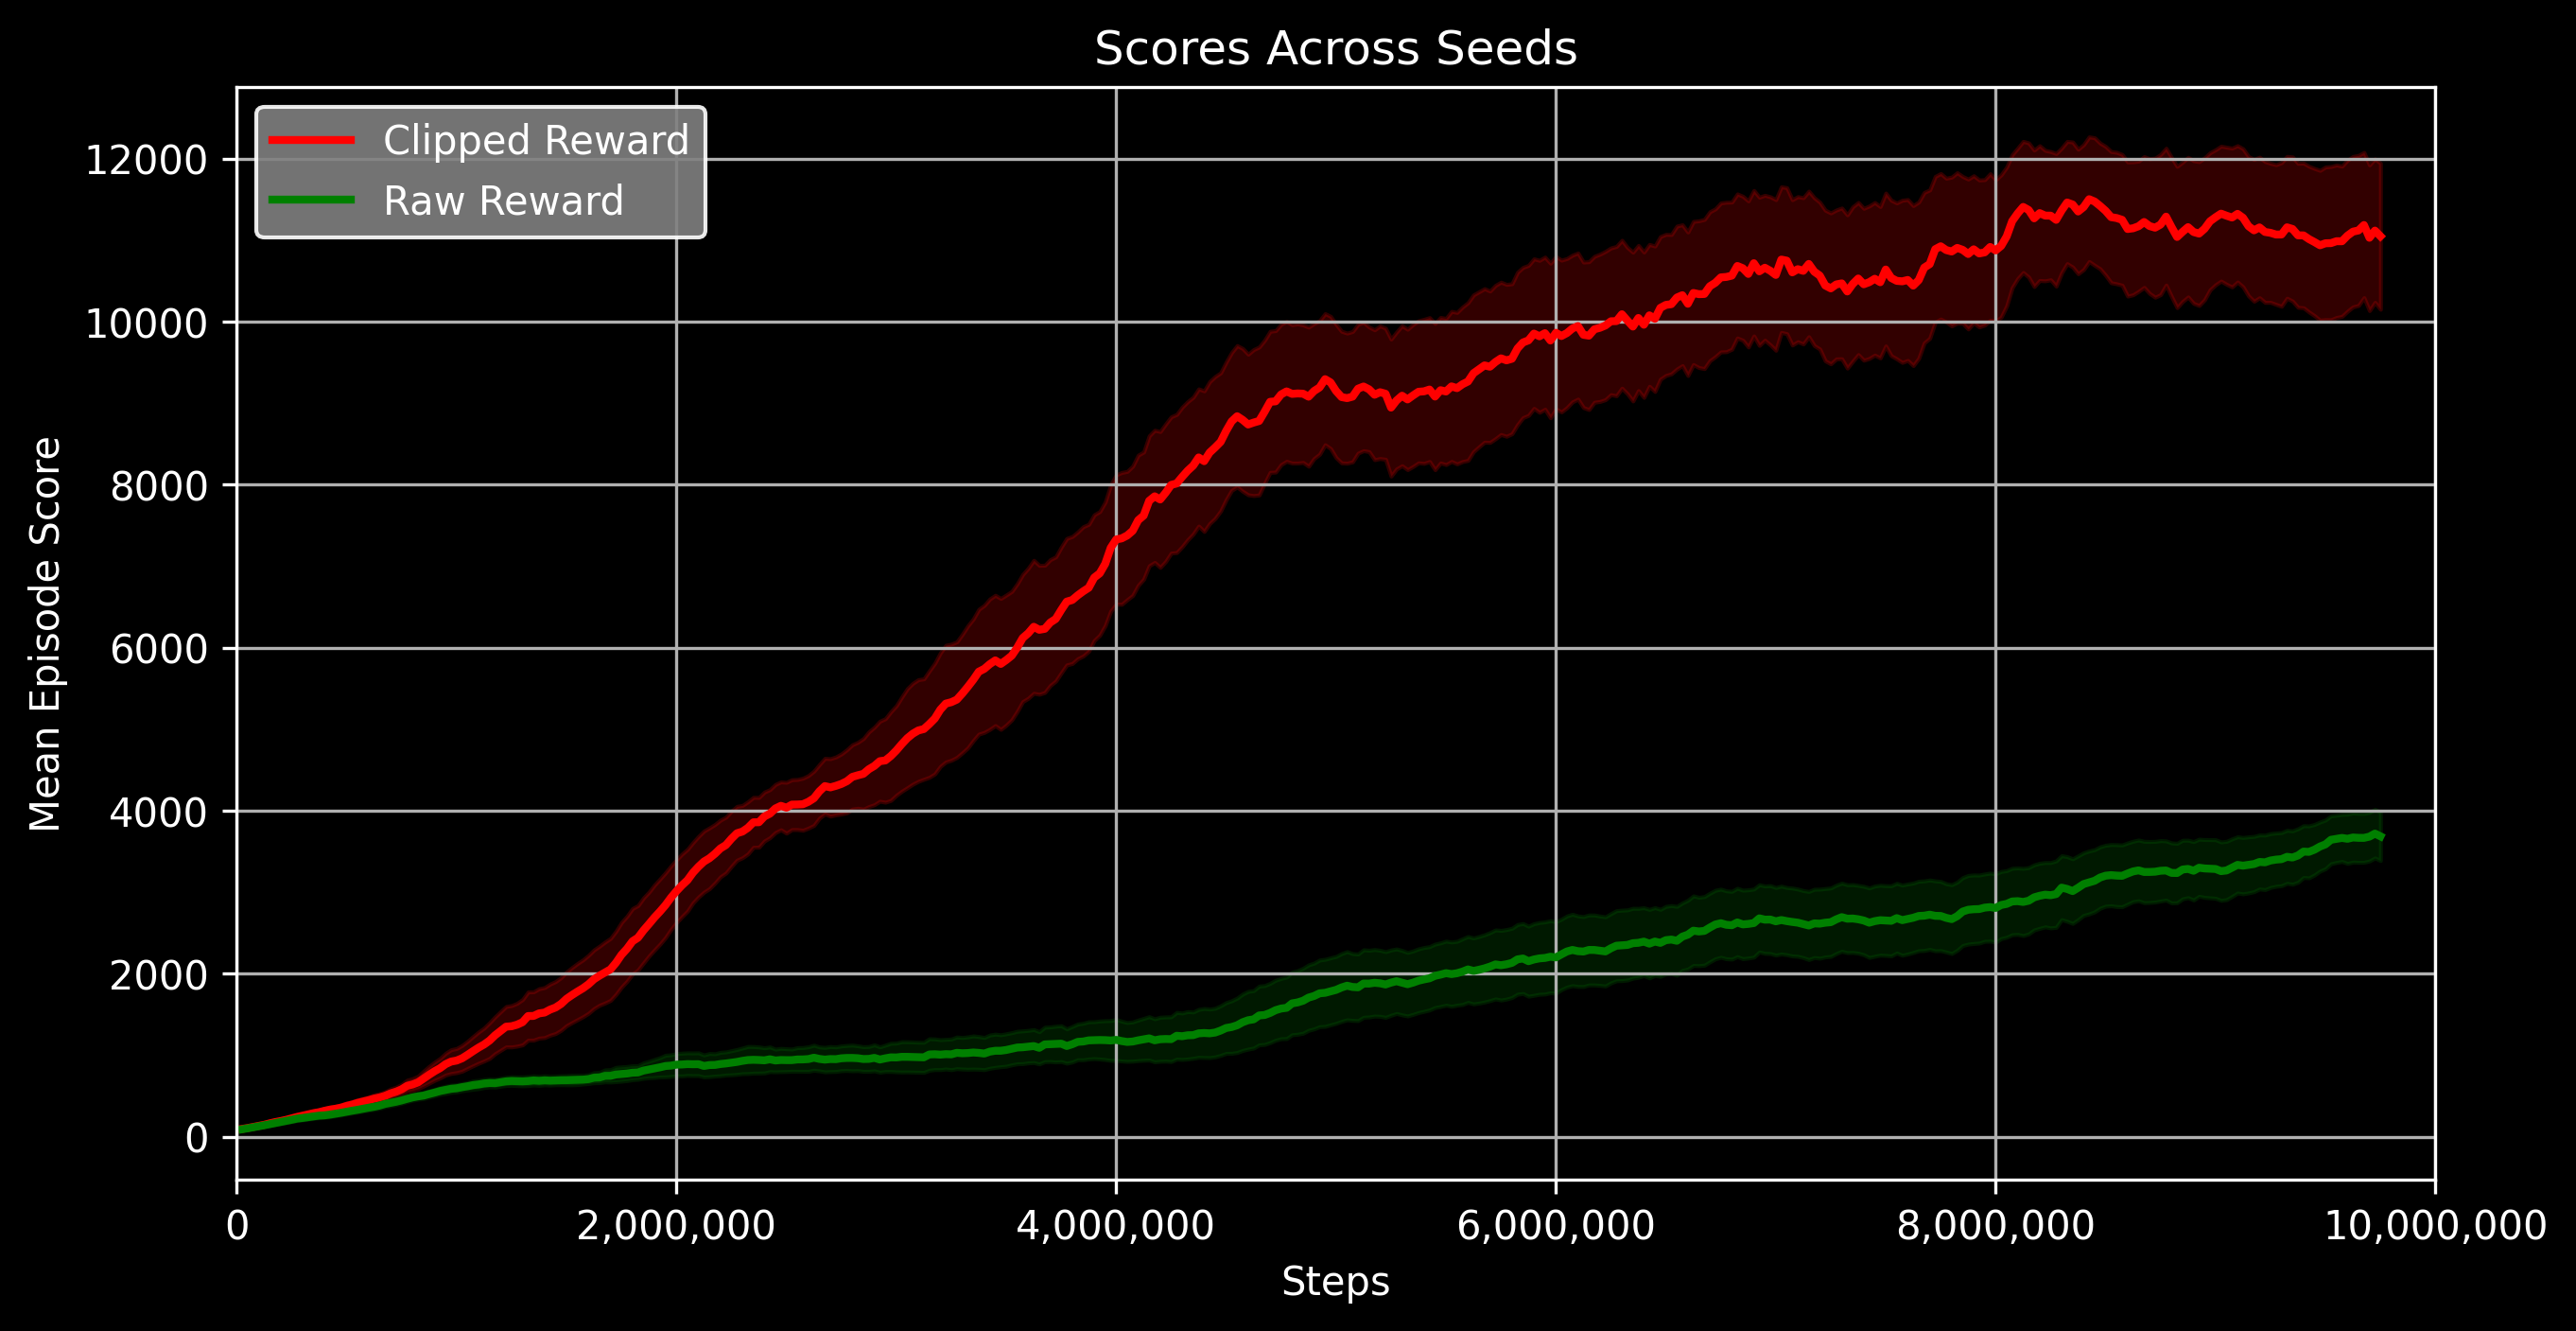 Scores Across Seeds
Clipped Reward
Raw Reward
Mean Episode Score
12000
10000
8000
6000
4000
2000
0
0 2,000,000 4,000,000 6,000,000 8,000,000 10,000,000
Steps